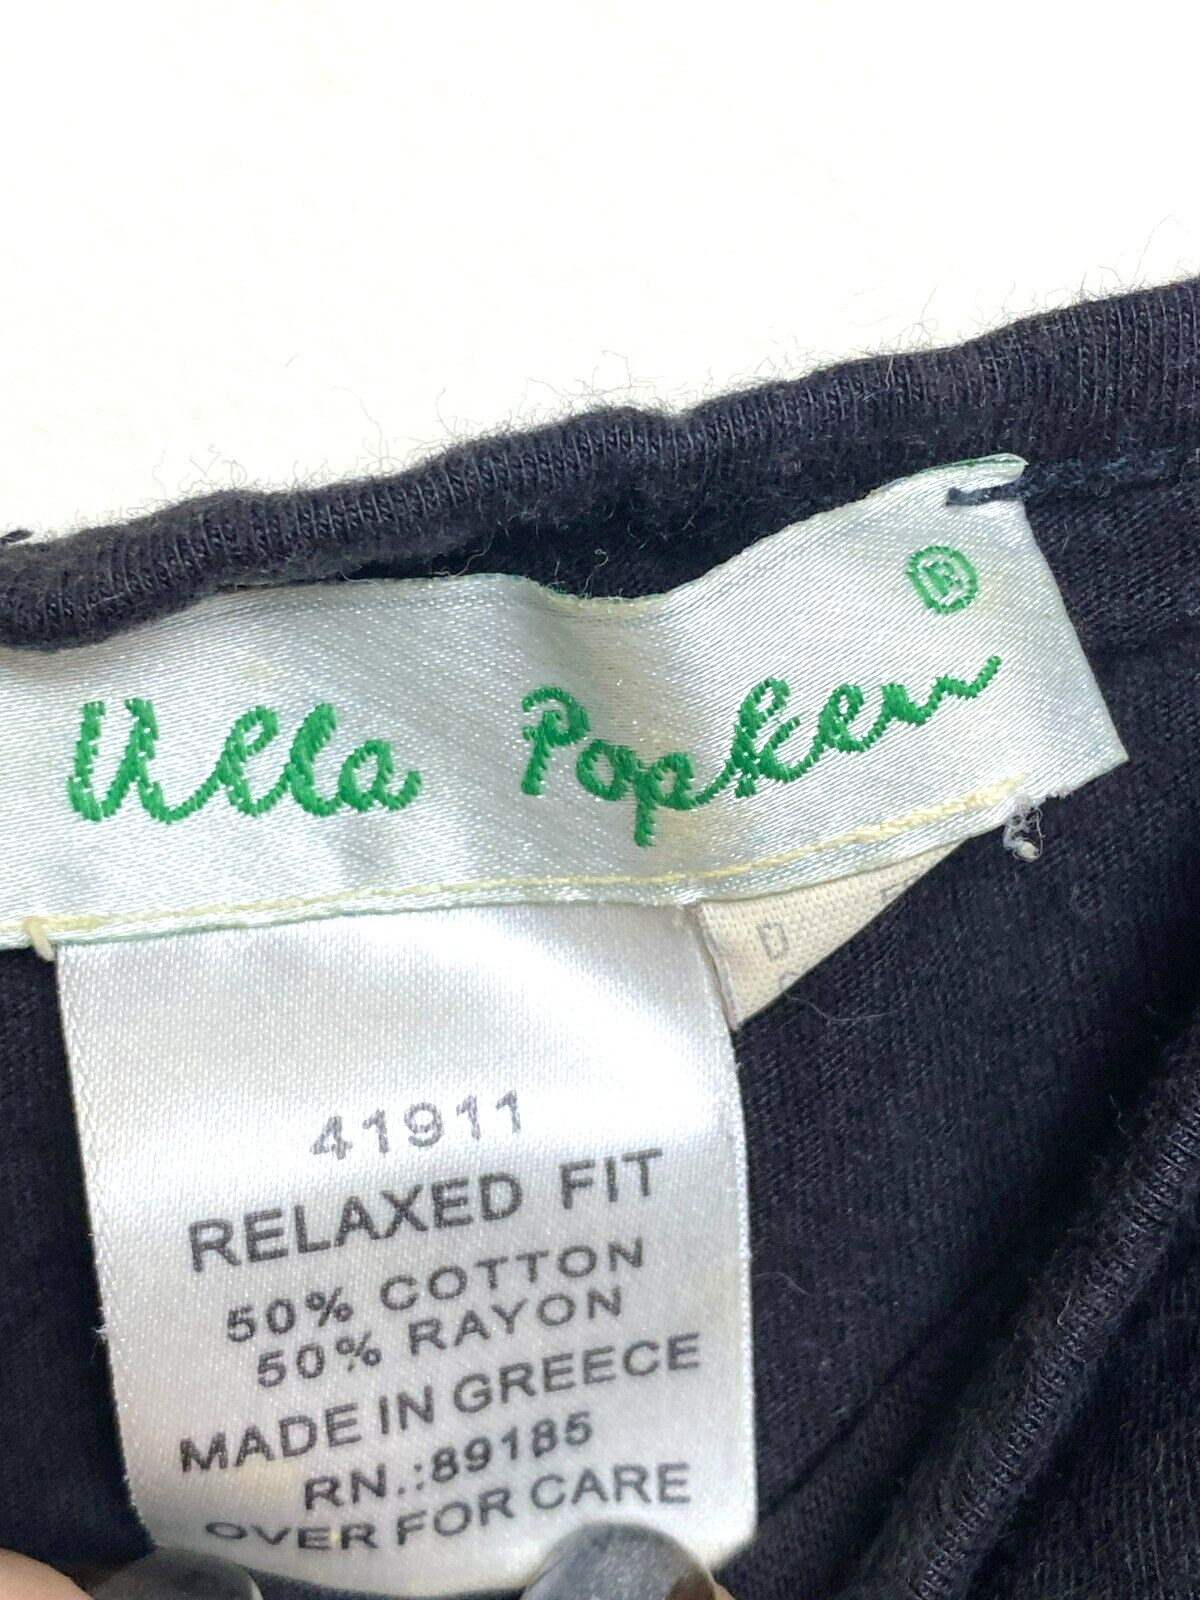 Ulla Popken ®
D
41911
RELAXED FIT
50% COTTON
50% RAYON
MADE IN GREECE
RN.:89185
OVER FOR CARE